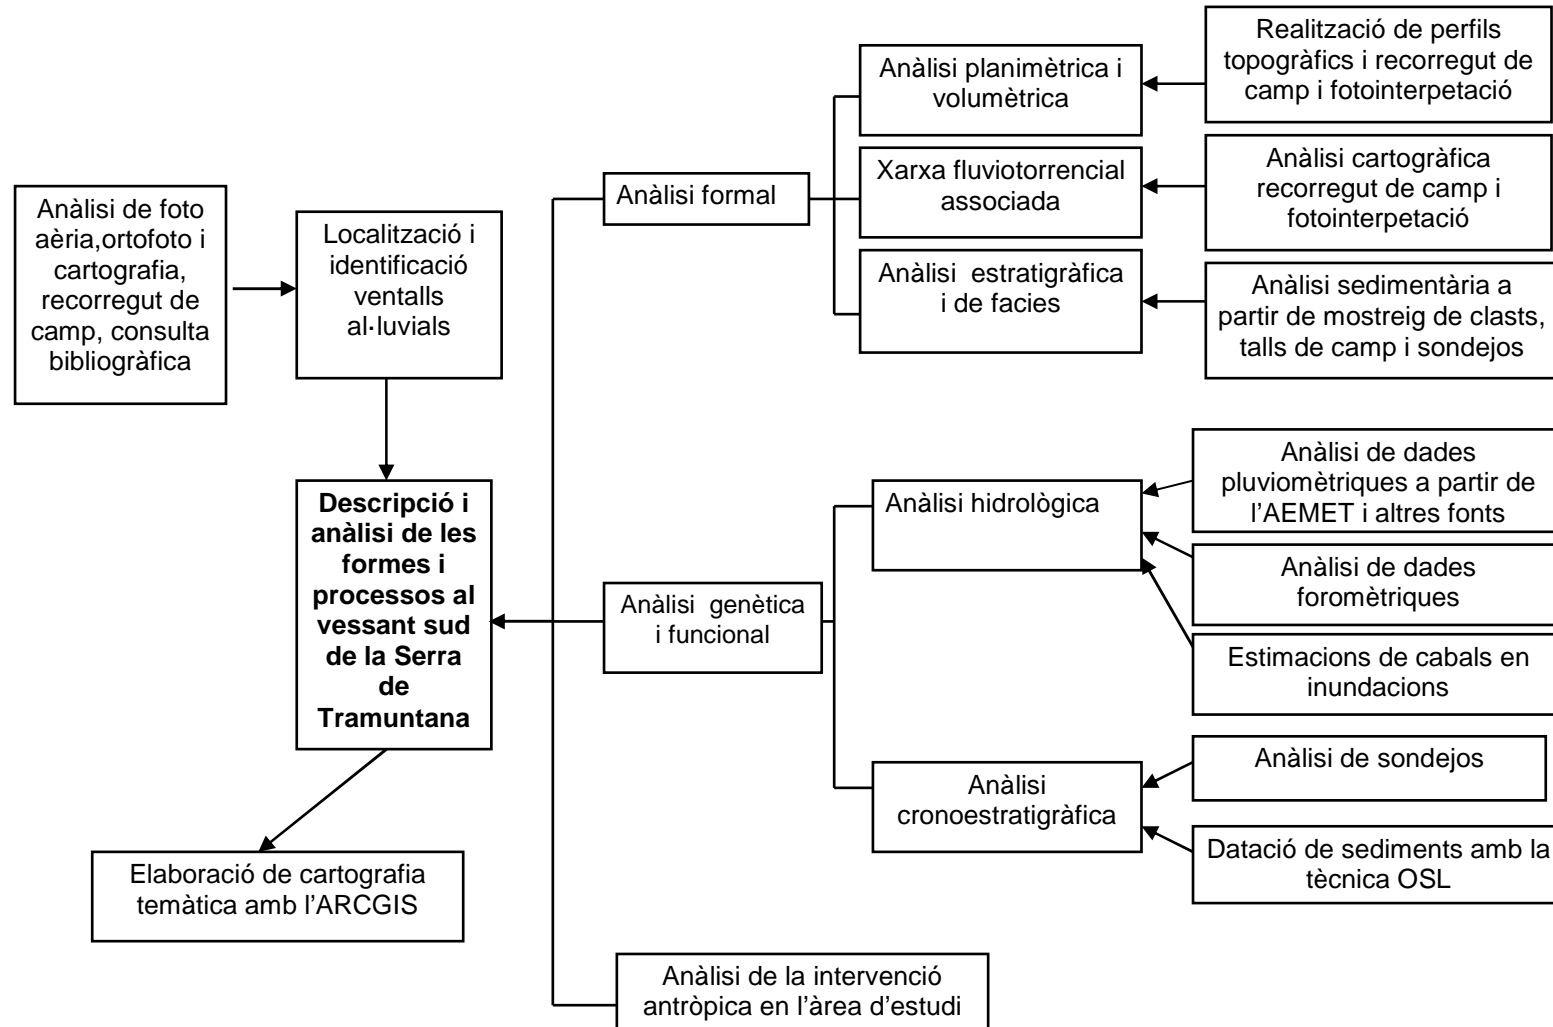 Anàlisi de foto
aèria,ortofoto i
cartografia,
recorregut de
camp, consulta
bibliogràfica
Localització i
identificació
ventalls
al·luvials
Descripció i
anàlisi de les
formes i
processos al
vessant sud
de la Serra
de
Tramuntana
Elaboració de cartografia
temàtica amb l’ARCGIS
Anàlisi formal
Anàlisi planimètrica i
volumètrica
Realització de perfils
topogràfics i recorregut de
camp i fotointerpetació
Xarxa fluviotorrencial
associada
Anàlisi cartogràfica
recorregut de camp i
fotointerpetació
Anàlisi estratigràfica
i de facies
Anàlisi sedimentària a
partir de mostreig de clasts,
talls de camp i sondejos
Anàlisi genètica
i funcional
Anàlisi hidrològica
Anàlisi de dades
pluviomètriques a partir de
l’AEMET i altres fonts
Anàlisi de dades
foromètriques
Estimacions de cabals en
inundacions
Anàlisi
cronoestratigràfica
Anàlisi de sondejos
Datació de sediments amb la
tècnica OSL
Anàlisi de la intervenció
antròpica en l’àrea d’estudi